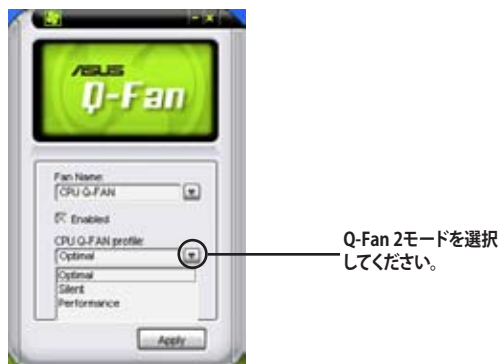 ASUS
Q-Fan
Fan Name:
CPU Q-FAN
Enabled
CPU Q-FAN profile:
Optimal
Optimal
Silent
Performance
Apply
Q-Fan 2モードを選択
してください。